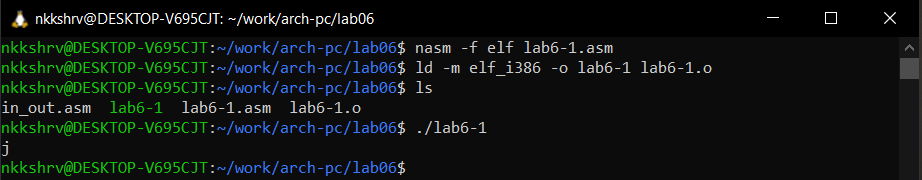 nkkshrv@DESKTOP-V695CJT: ~/work/arch-pc/lab06
nkkshrv@DESKTOP-V695CJT:~/work/arch-pc/lab06$ nasm -f elf lab6-1.asm
nkkshrv@DESKTOP-V695CJT:~/work/arch-pc/lab06$ ld -m elf_i386 -o lab6-1 lab6-1.o
nkkshrv@DESKTOP-V695CJT:~/work/arch-pc/lab06$ ls
in_out.asm  lab6-1  lab6-1.asm  lab6-1.o
nkkshrv@DESKTOP-V695CJT:~/work/arch-pc/lab06$ ./lab6-1
j
nkkshrv@DESKTOP-V695CJT:~/work/arch-pc/lab06$